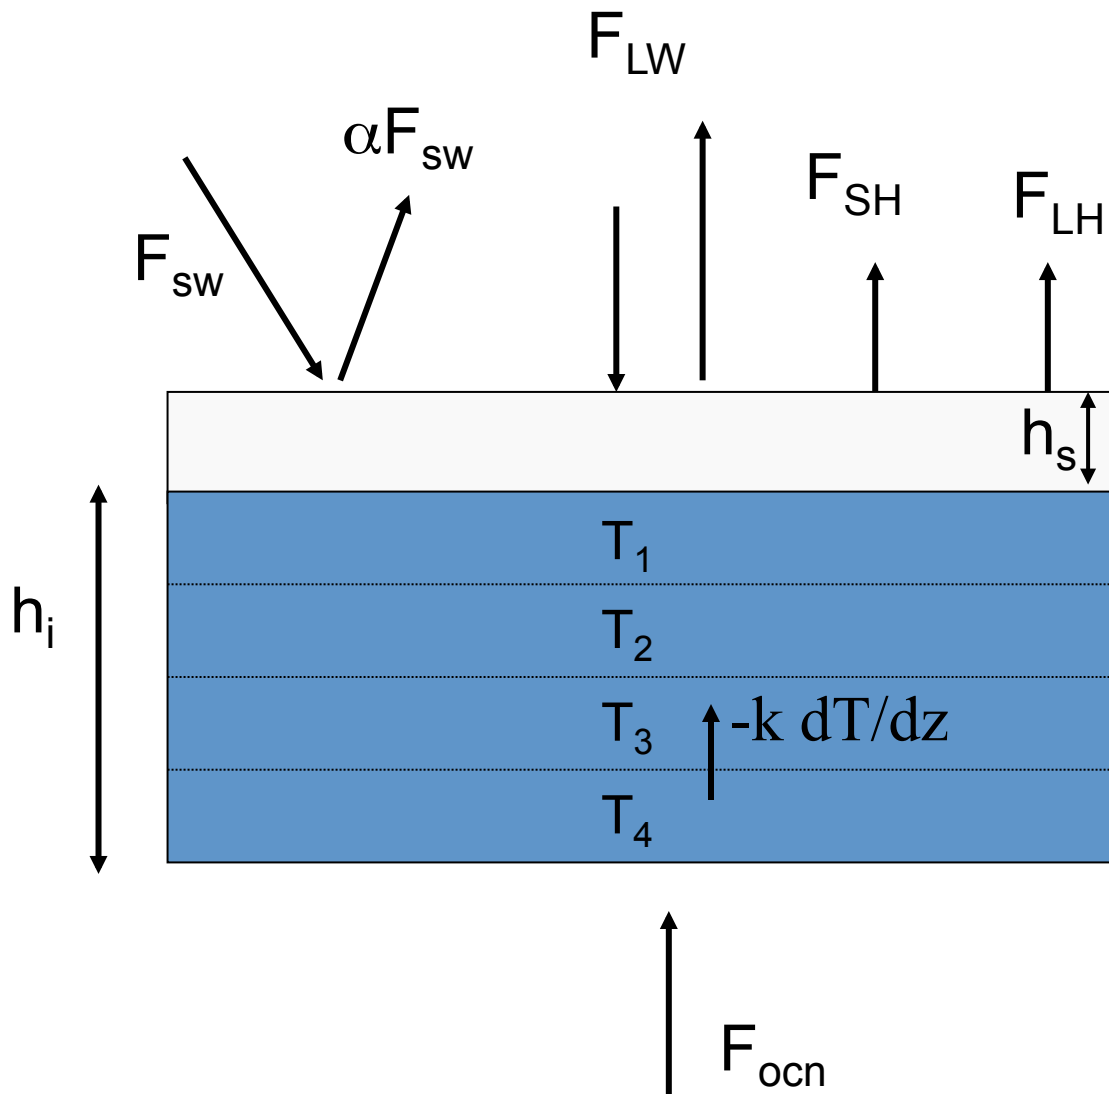 F_LW
αF_sw
F_SH
F_LH
F_sw
h_s
T_1
h_i
T_2
T_3
-k dT/dz
T_4
F_ocn